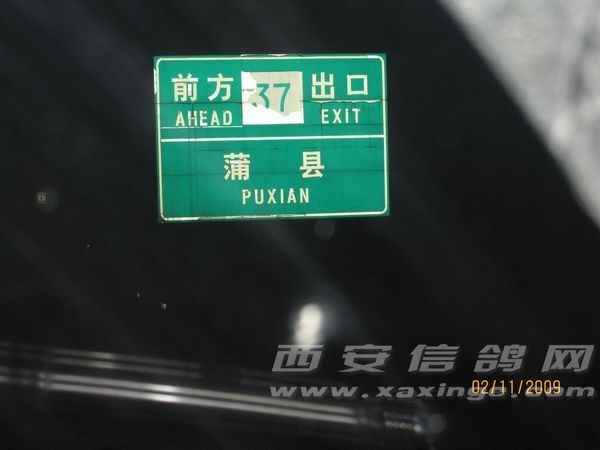 前方 37 出口
AHEAD EXIT
蒲县
PUXIAN
西安信鸽网
02/11/2009